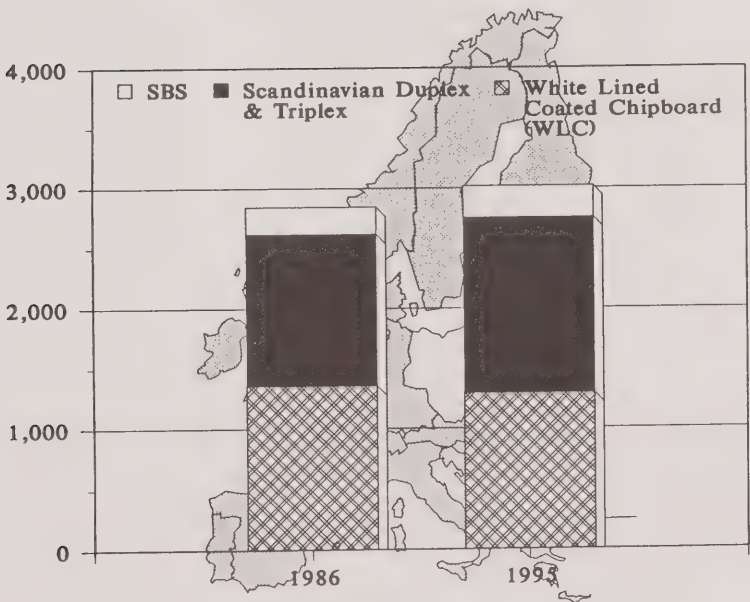 4,000
SBS Scandinavian Duplex White Lined
& Triplex Coated Chipboard
(WLC)
3,000
2,000
1,000
0
1986 1995